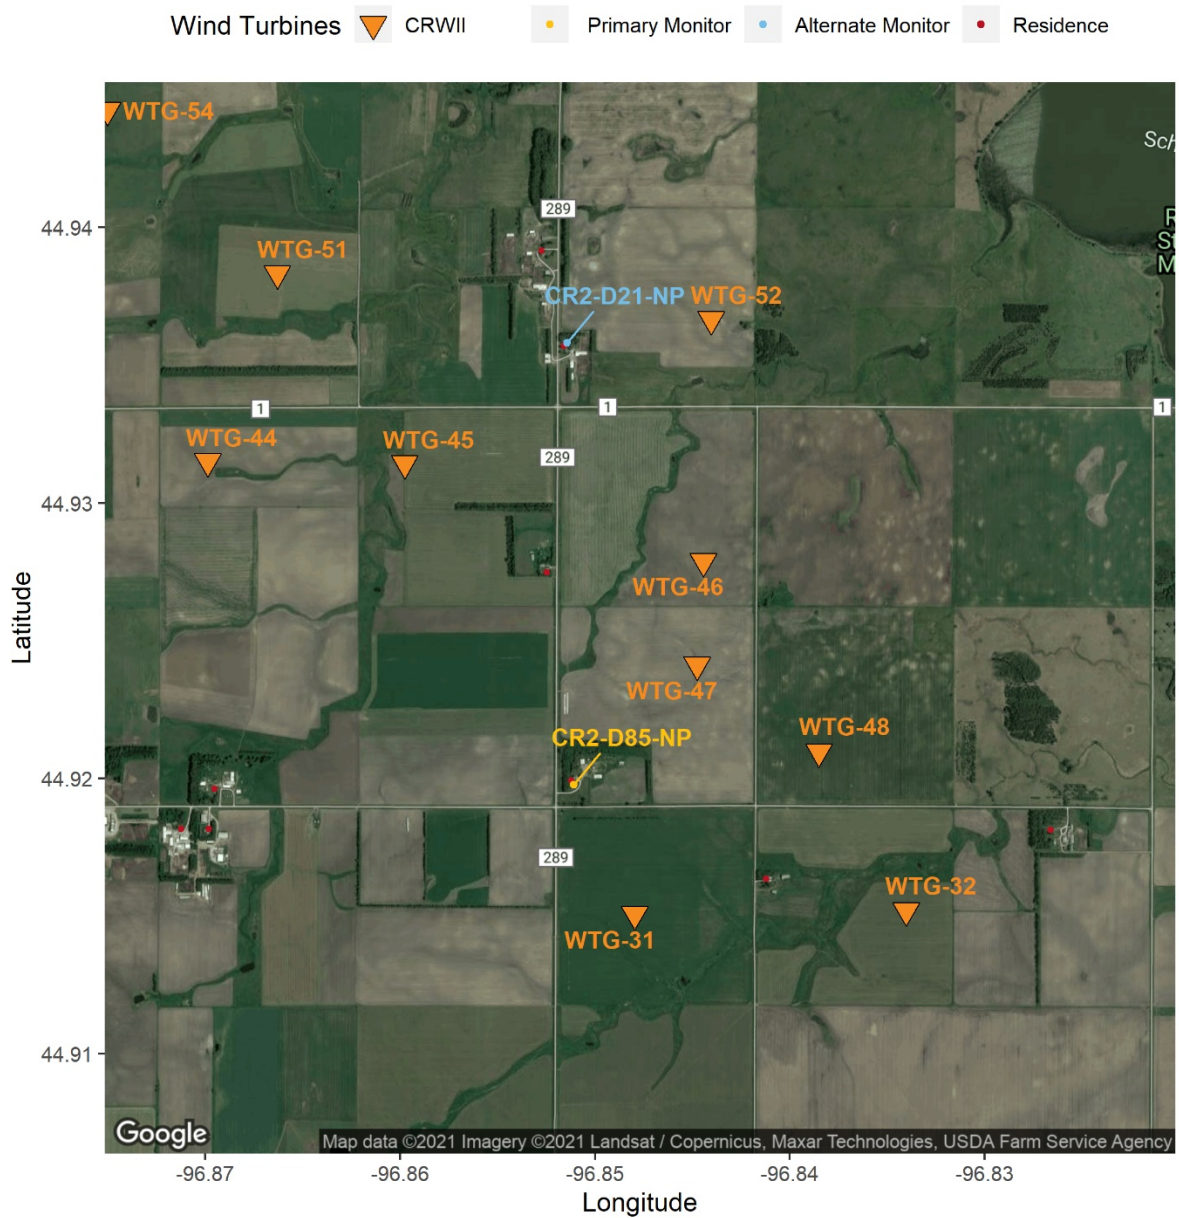 Wind Turbines CRWII Primary Monitor Alternate Monitor Residence
WTG-54
Sch
289
44.94
R
St
M
WTG-51
CR2-D21-NP WTG-52
1 1 1
WTG-44 WTG-45
289
44.93
WTG-46
WTG-47
Latitude
WTG-48
CR2-D85-NP
44.92
289
WTG-32
WTG-31
44.91
Google
Map data ©2021 Imagery ©2021 Landsat / Copernicus, Maxar Technologies, USDA Farm Service Agency
-96.87 -96.86 -96.85 -96.84 -96.83
Longitude